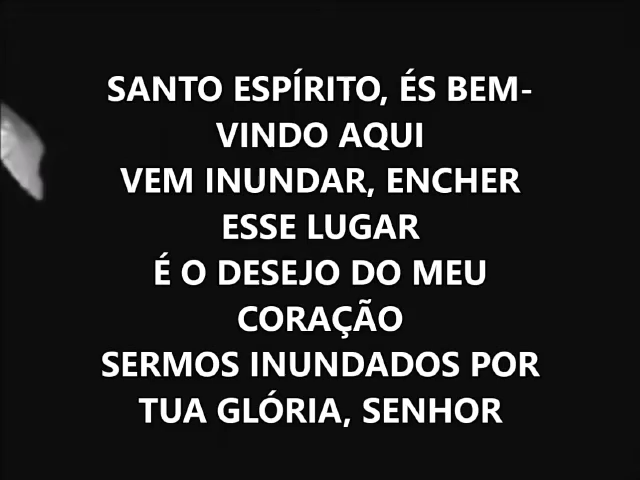 SANTO ESPÍRITO, ÉS BEM-
VINDO AQUI
VEM INUNDAR, ENCHER
ESSE LUGAR
É O DESEJO DO MEU
CORAÇÃO
SERMOS INUNDADOS POR
TUA GLÓRIA, SENHOR